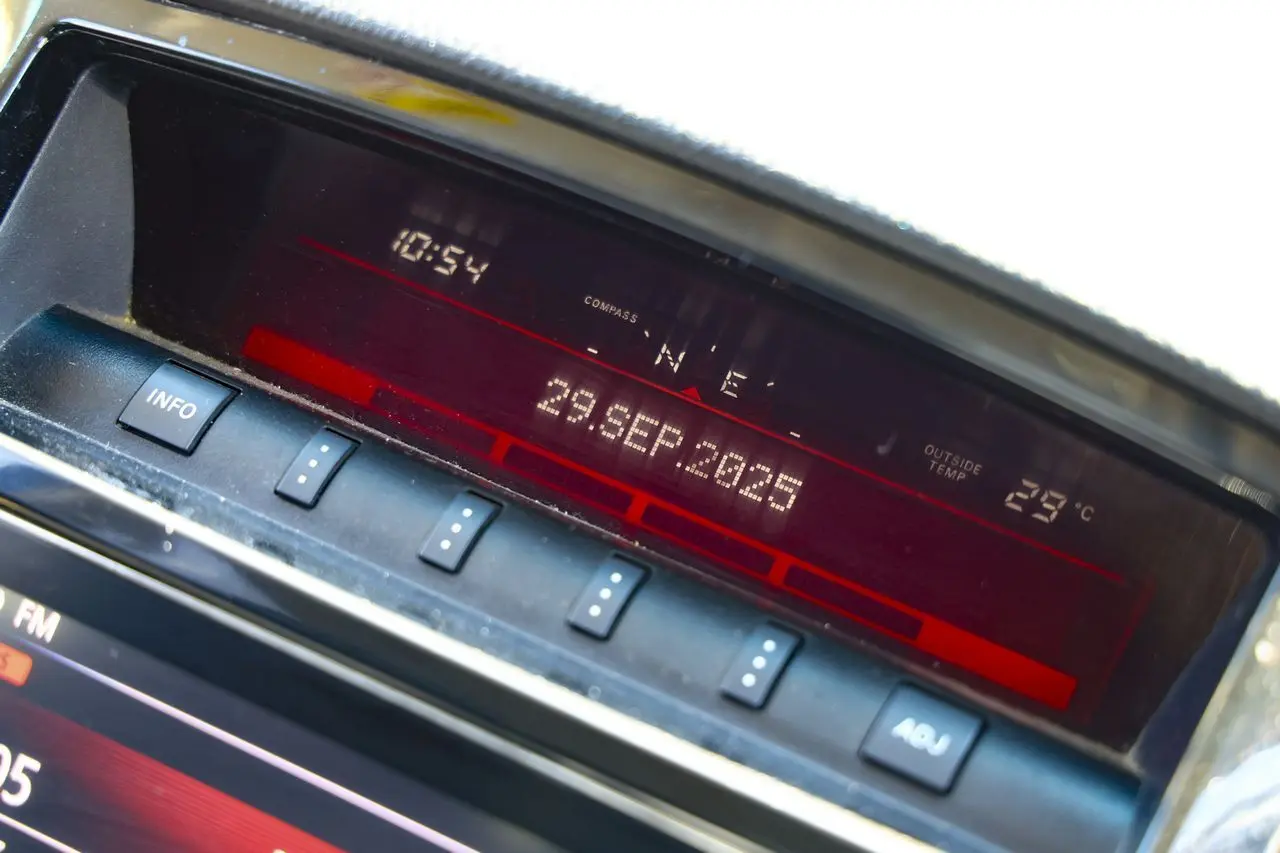 10:54
COMPASS
N E
29.SEP.2025
OUTSIDE
TEMP
29 °C
INFO
ADJ
FM